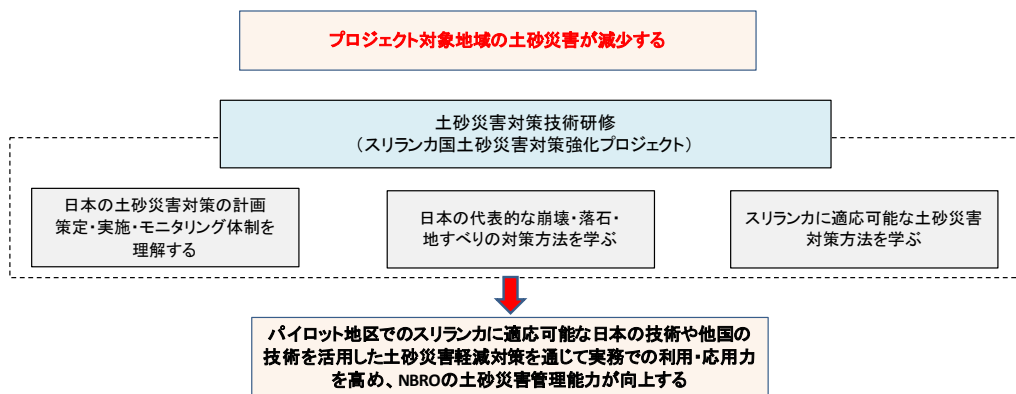 プロジェクト対象地域の土砂災害が減少する
土砂災害対策技術研修
（スリランカ国土砂災害対策強化プロジェクト）
日本の土砂災害対策の計画
策定・実施・モニタリング体制を
理解する
日本の代表的な崩壊・落石・
地すべりの対策方法を学ぶ
スリランカに適応可能な土砂災害
対策方法を学ぶ
パイロット地区でのスリランカに適応可能な日本の技術や他国の
技術を活用した土砂災害軽減対策を通じて実務での利用・応用力
を高め、NBROの土砂災害管理能力が向上する